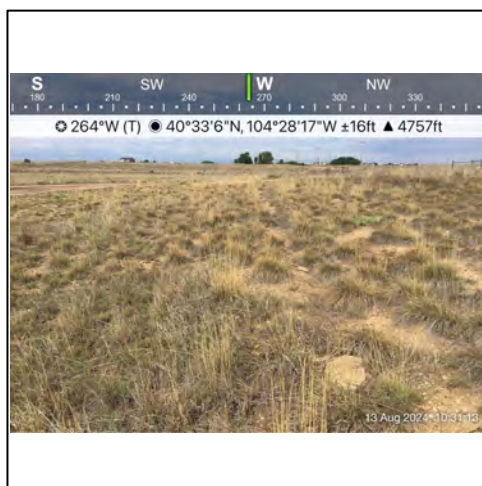 S SW W NW
180 210 240 270 300 330
264°W (T) 40°33'6"N, 104°28'17"W ±16ft ▲ 4757ft
13 Aug 2024, 10:31:13